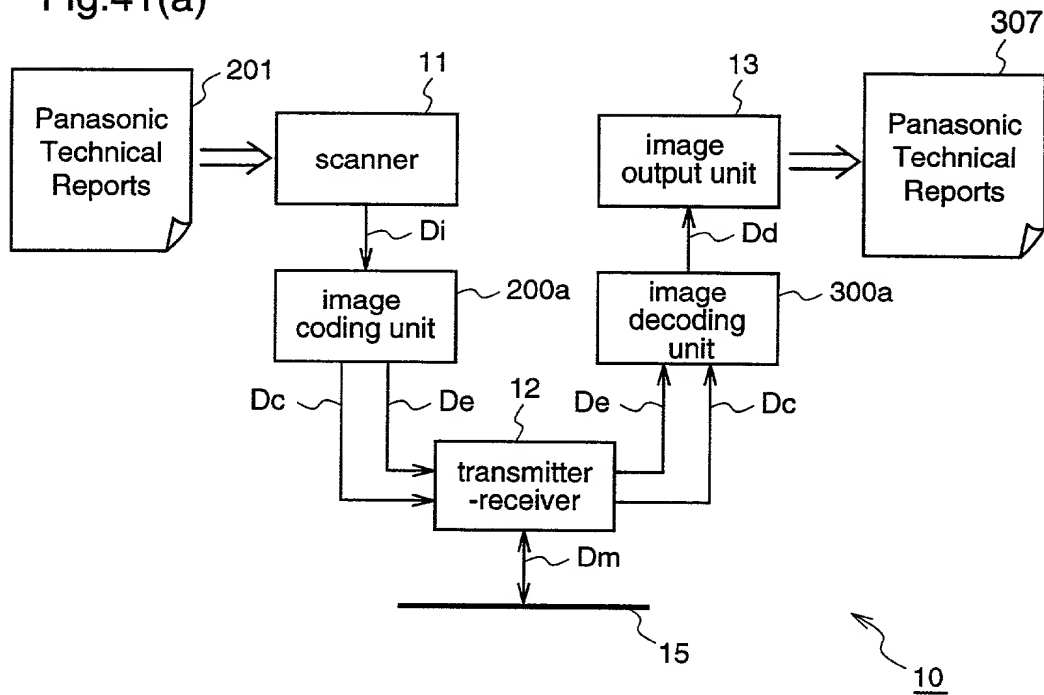 Fig.41(a)
307
201
11
13
Panasonic
Technical
Reports
scanner
image
output unit
Panasonic
Technical
Reports
Di
Dd
image
coding unit
200a
image
decoding
unit
300a
Dc
De
12
De
Dc
transmitter
-receiver
Dm
15
10